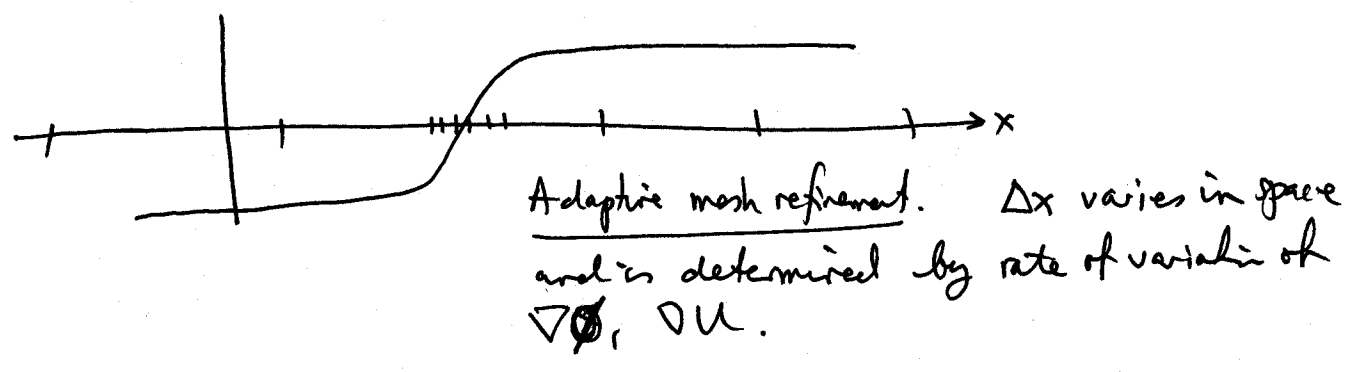 x
Adaptive mesh refinement. Δx varies in space
and is determined by rate of variation of
∇ϕ, ∇U.